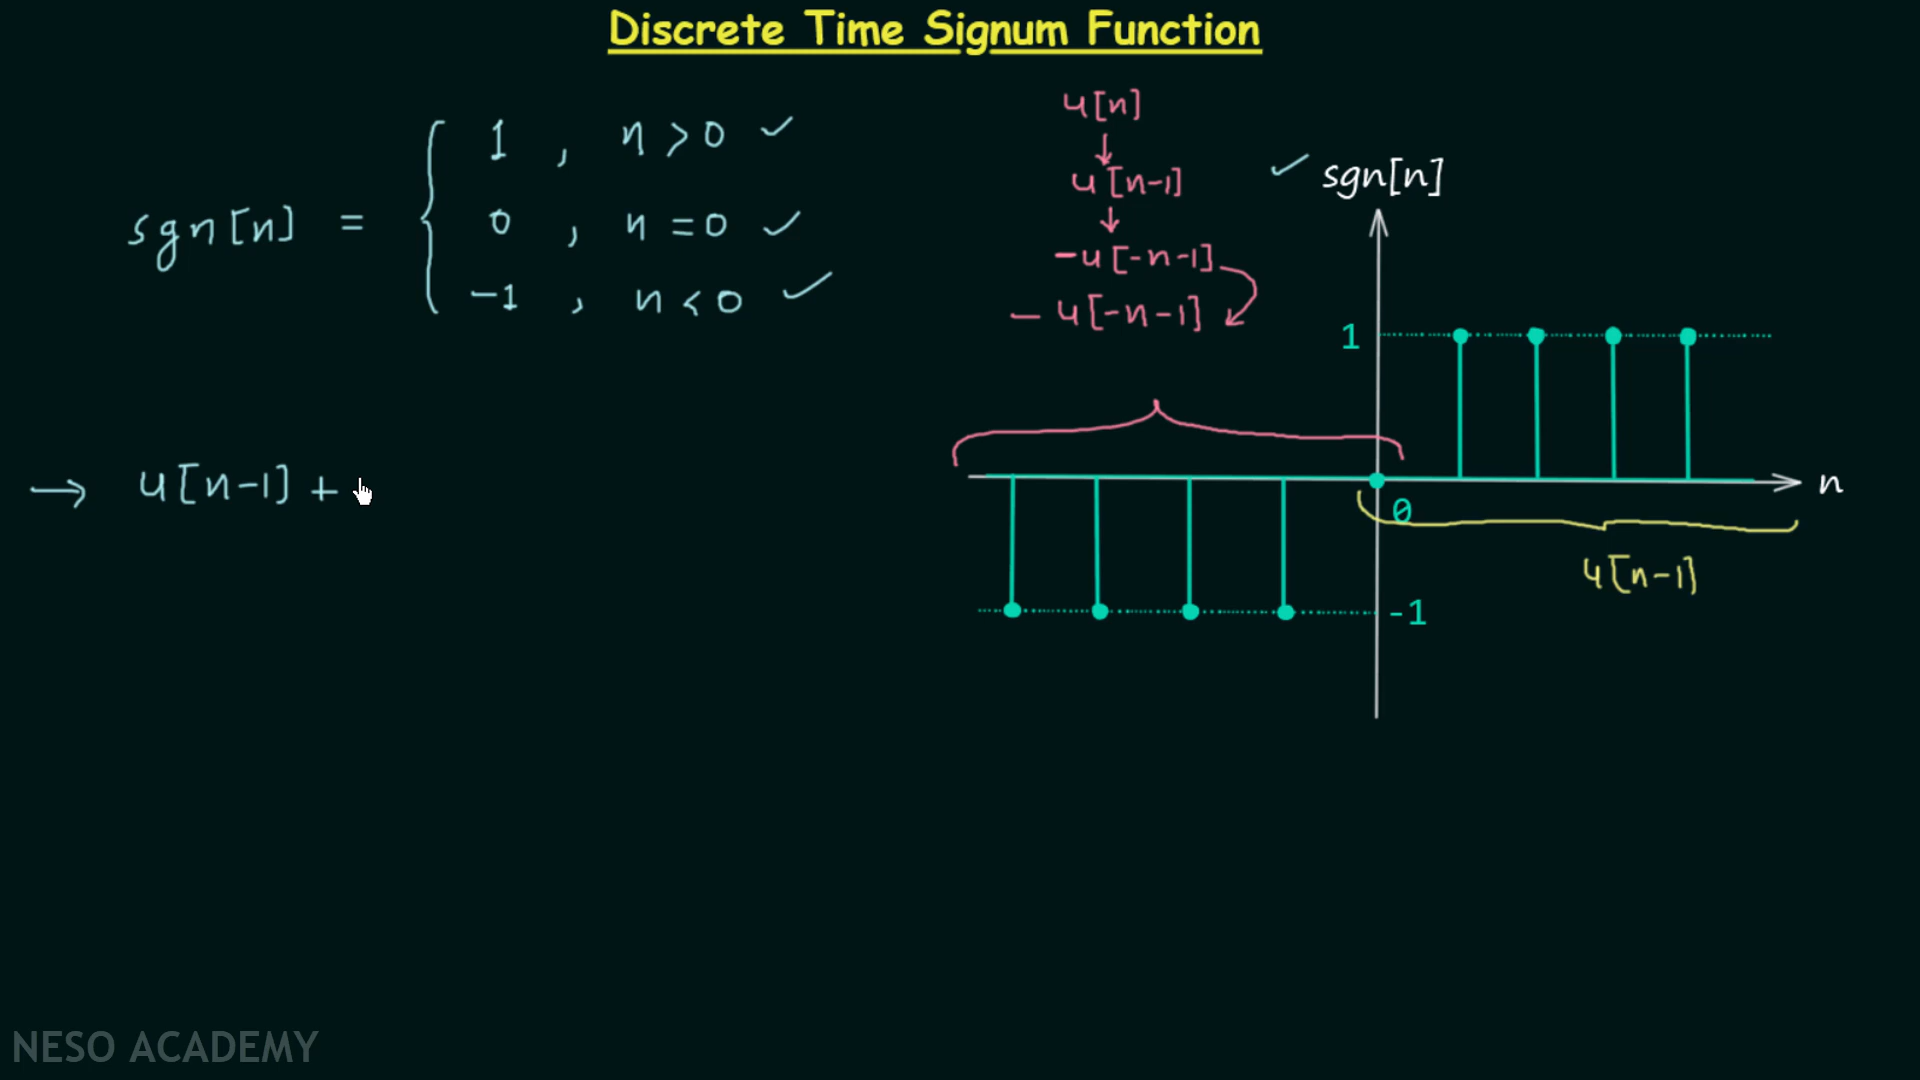 Discrete Time Signum Function
sgn[n] = { 1 , n > 0 ✓
0 , n = 0 ✓
-1 , n < 0 ✓
u[n]
↓
u[n-1]
↓
-u[-n-1]
- u[-n-1]
✓ sgn[n]
1
n
0
u[n-1]
-1
→ u[n-1] +
NESO ACADEMY